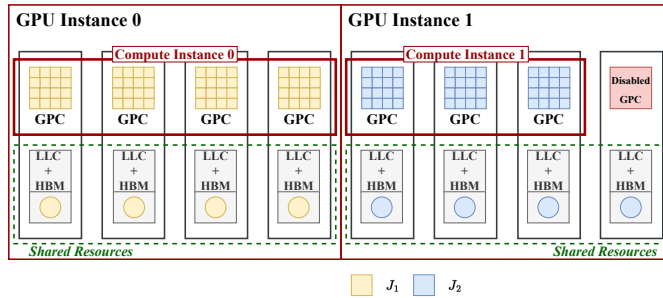 GPU Instance 0
GPU Instance 1
Compute Instance 0
Compute Instance 1
GPC
GPC
GPC
GPC
GPC
GPC
GPC
Disabled
GPC
LLC
+
HBM
LLC
+
HBM
LLC
+
HBM
LLC
+
HBM
LLC
+
HBM
LLC
+
HBM
LLC
+
HBM
LLC
+
HBM
Shared Resources
Shared Resources
J₁
J₂